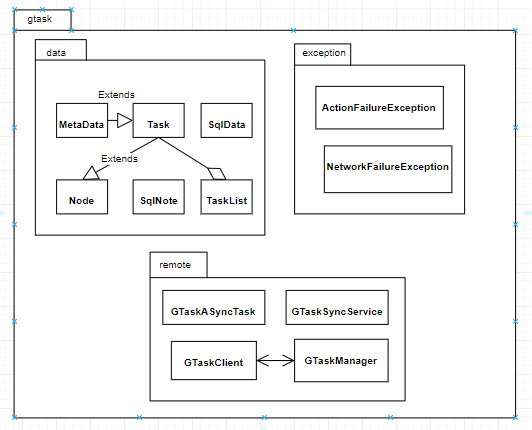 gtask
data
exception
Extends
MetaData
Task
SqlData
ActionFailureException
Extends
NetworkFailureException
Node
SqlNote
TaskList
remote
GTaskASyncTask
GTaskSyncService
GTaskClient
GTaskManager